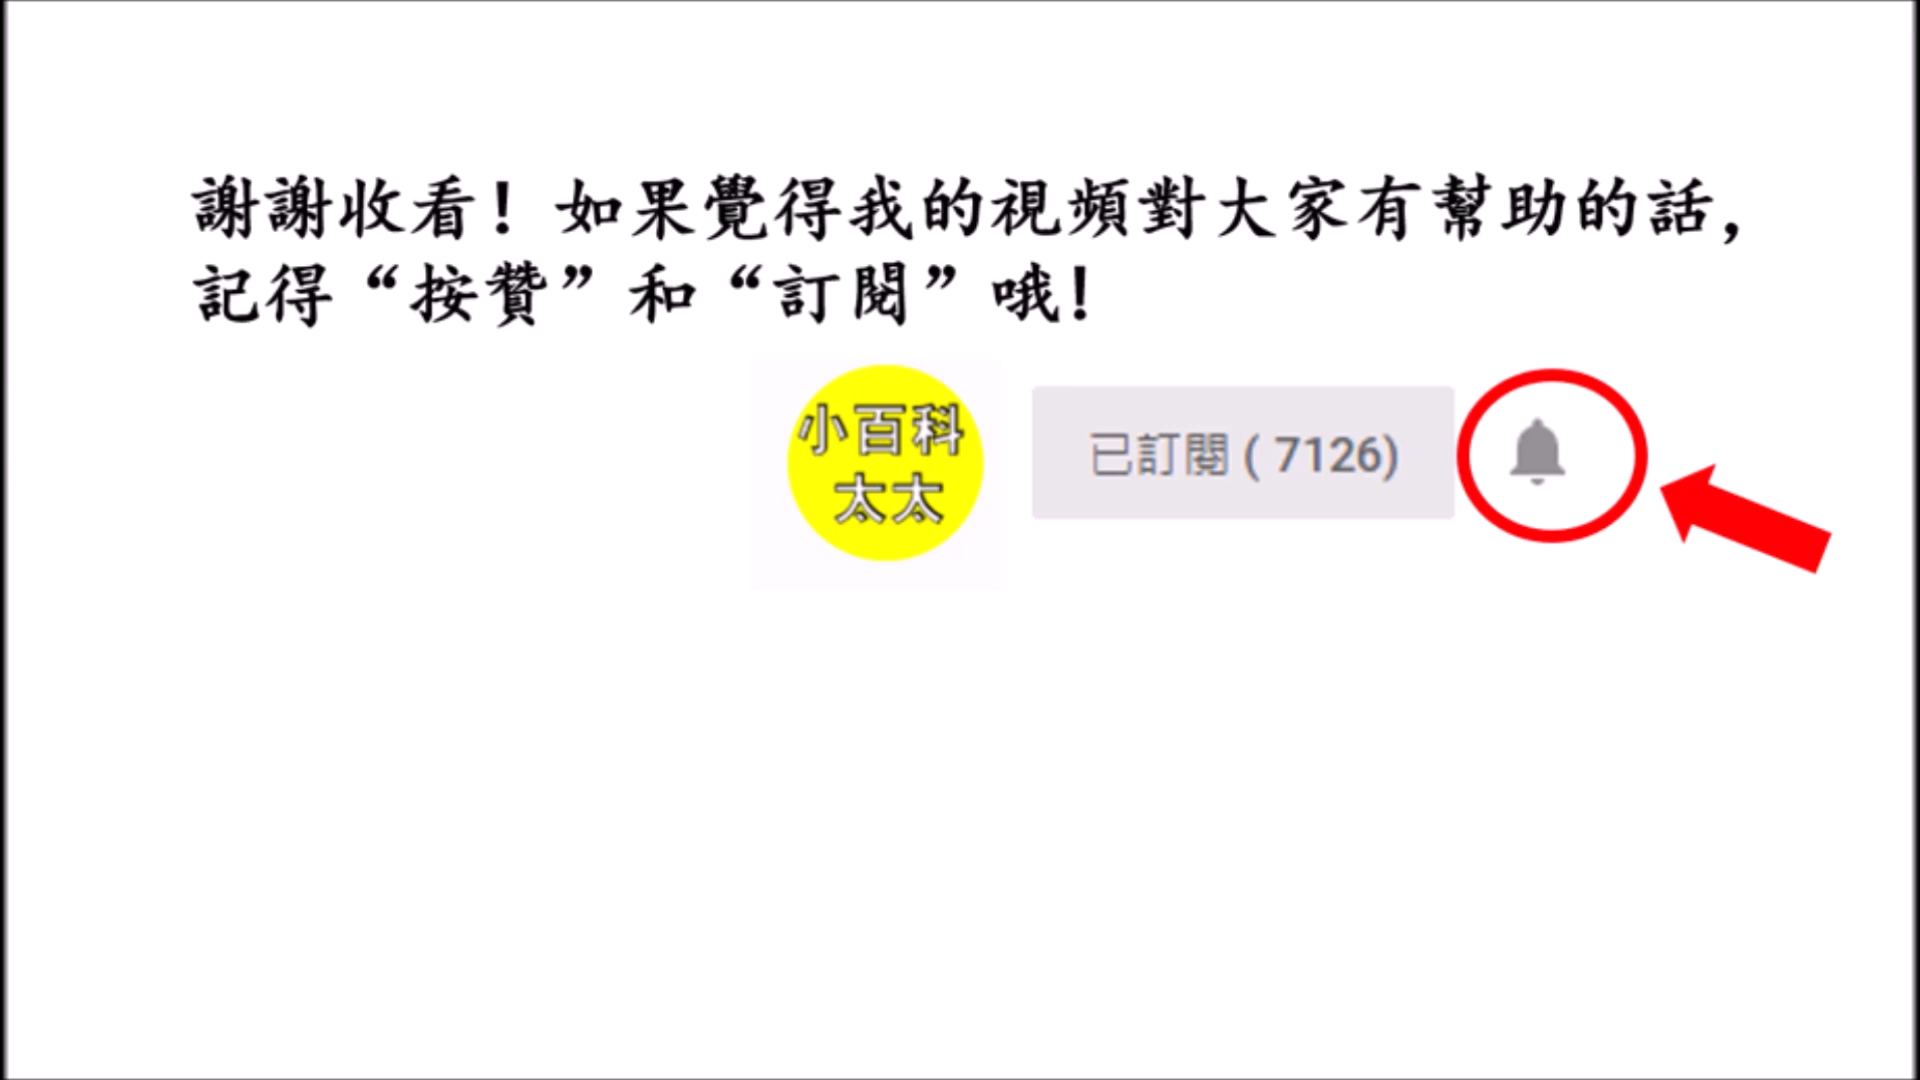 謝謝收看！如果覺得我的視頻對大家有幫助的話，
記得“按贊”和“訂閱”哦！
小百科
太太
已訂閱 ( 7126)